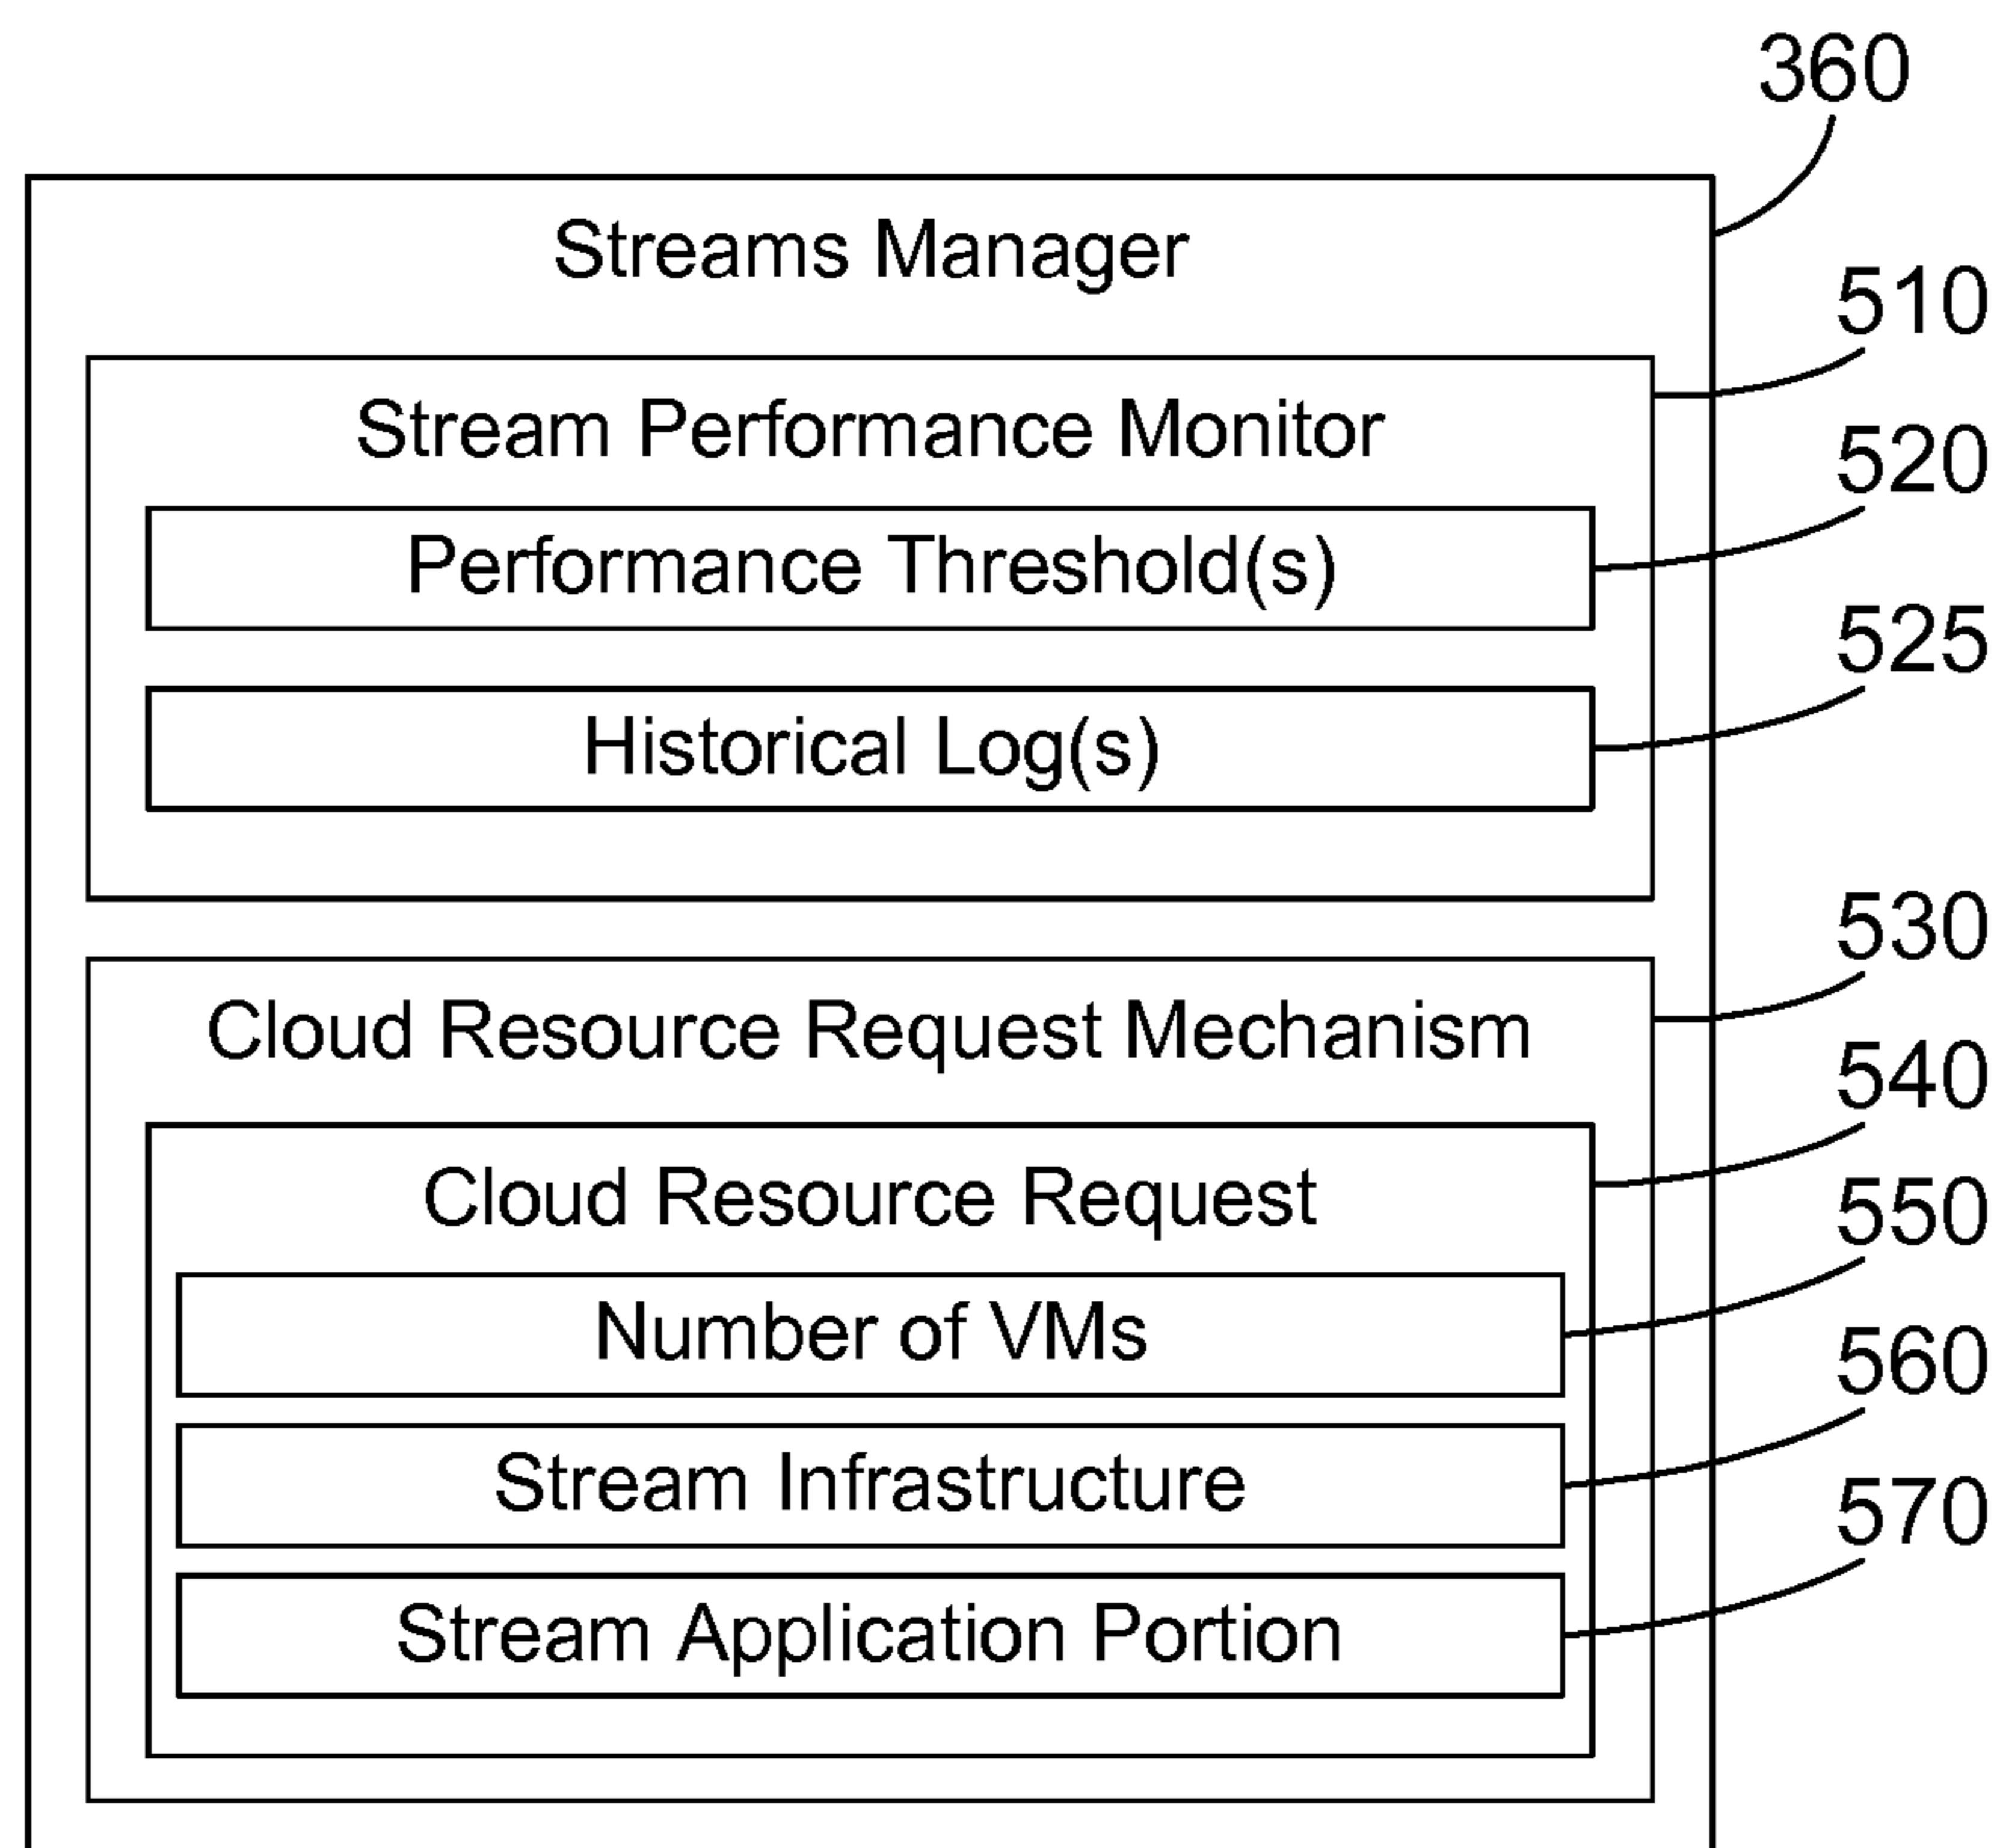 360
Streams Manager
510
Stream Performance Monitor
520
Performance Threshold(s)
525
Historical Log(s)
530
Cloud Resource Request Mechanism
540
Cloud Resource Request
550
Number of VMs
560
Stream Infrastructure
570
Stream Application Portion